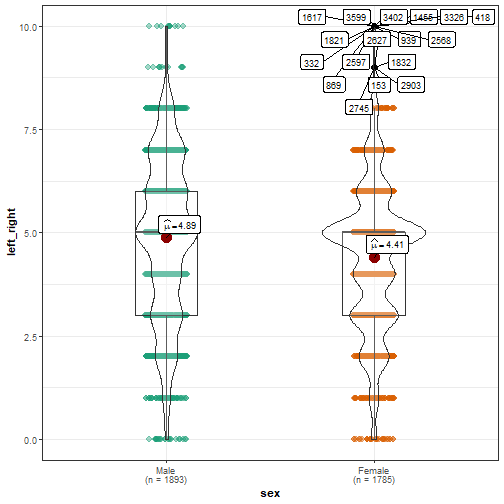 1617
3599
3402
1455
3326
418
1821
2627
939
2568
332
2597
1832
869
153
2903
2745
10.0
7.5
5.0
2.5
0.0
left_right
μ̂ = 4.89
μ̂ = 4.41
Male
(n = 1893)
Female
(n = 1785)
sex